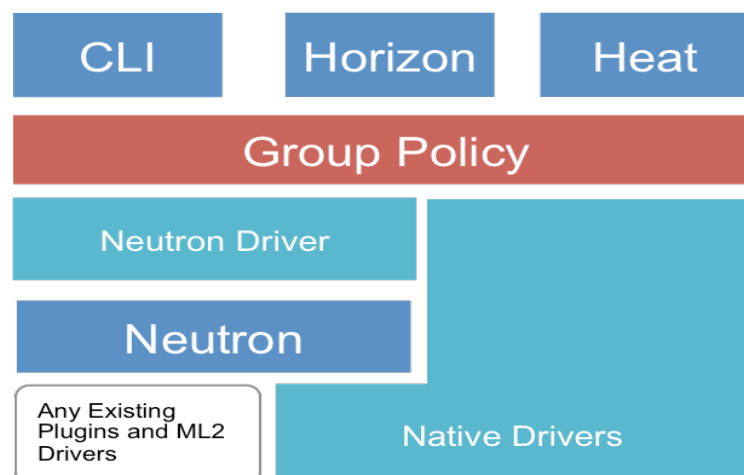 CLI
Horizon
Heat
Group Policy
Neutron Driver
Neutron
Any Existing
Plugins and ML2
Drivers
Native Drivers